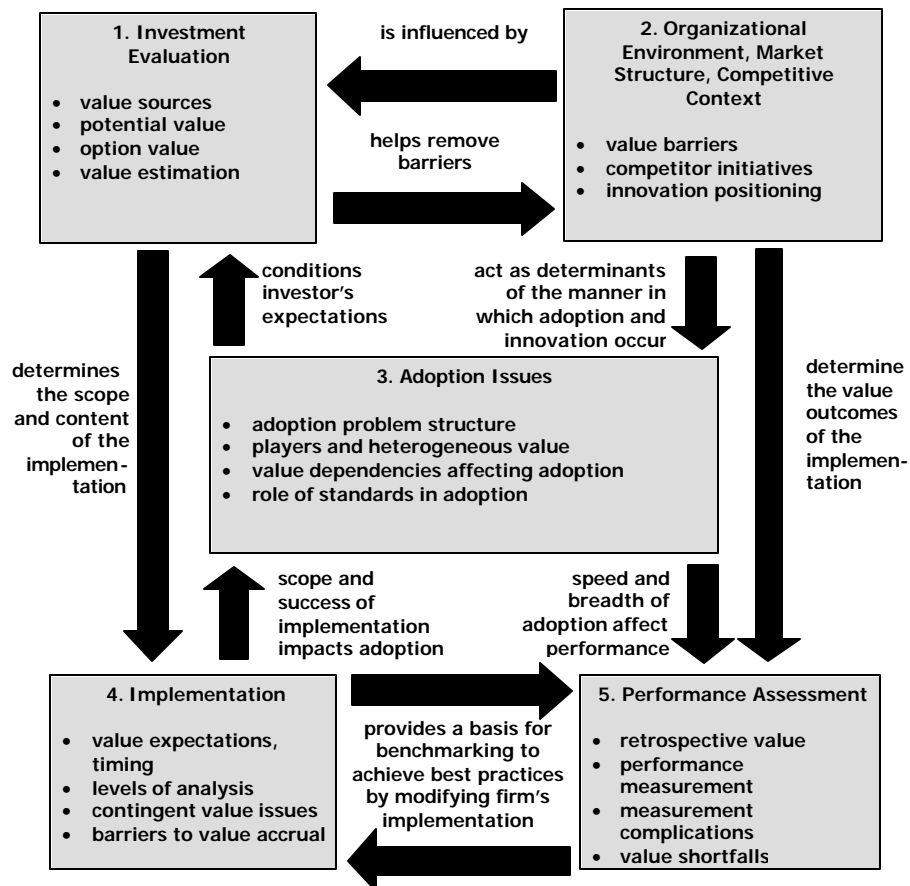 1. Investment
Evaluation
• value sources
• potential value
• option value
• value estimation
is influenced by
helps remove
barriers
2. Organizational
Environment, Market
Structure, Competitive
Context
• value barriers
• competitor initiatives
• innovation positioning
conditions
investor's
expectations
act as determinants
of the manner in
which adoption and
innovation occur
determines
the scope
and content
of the
implemen-
tation
3. Adoption Issues
• adoption problem structure
• players and heterogeneous value
• value dependencies affecting adoption
• role of standards in adoption
determine
the value
outcomes
of the
implemen-
tation
scope and
success of
implementation
impacts adoption
speed and
breadth of
adoption affect
performance
4. Implementation
• value expectations,
timing
• levels of analysis
• contingent value issues
• barriers to value accrual
provides a basis for
benchmarking to
achieve best practices
by modifying firm's
implementation
5. Performance Assessment
• retrospective value
• performance
measurement
• measurement
complications
• value shortfalls